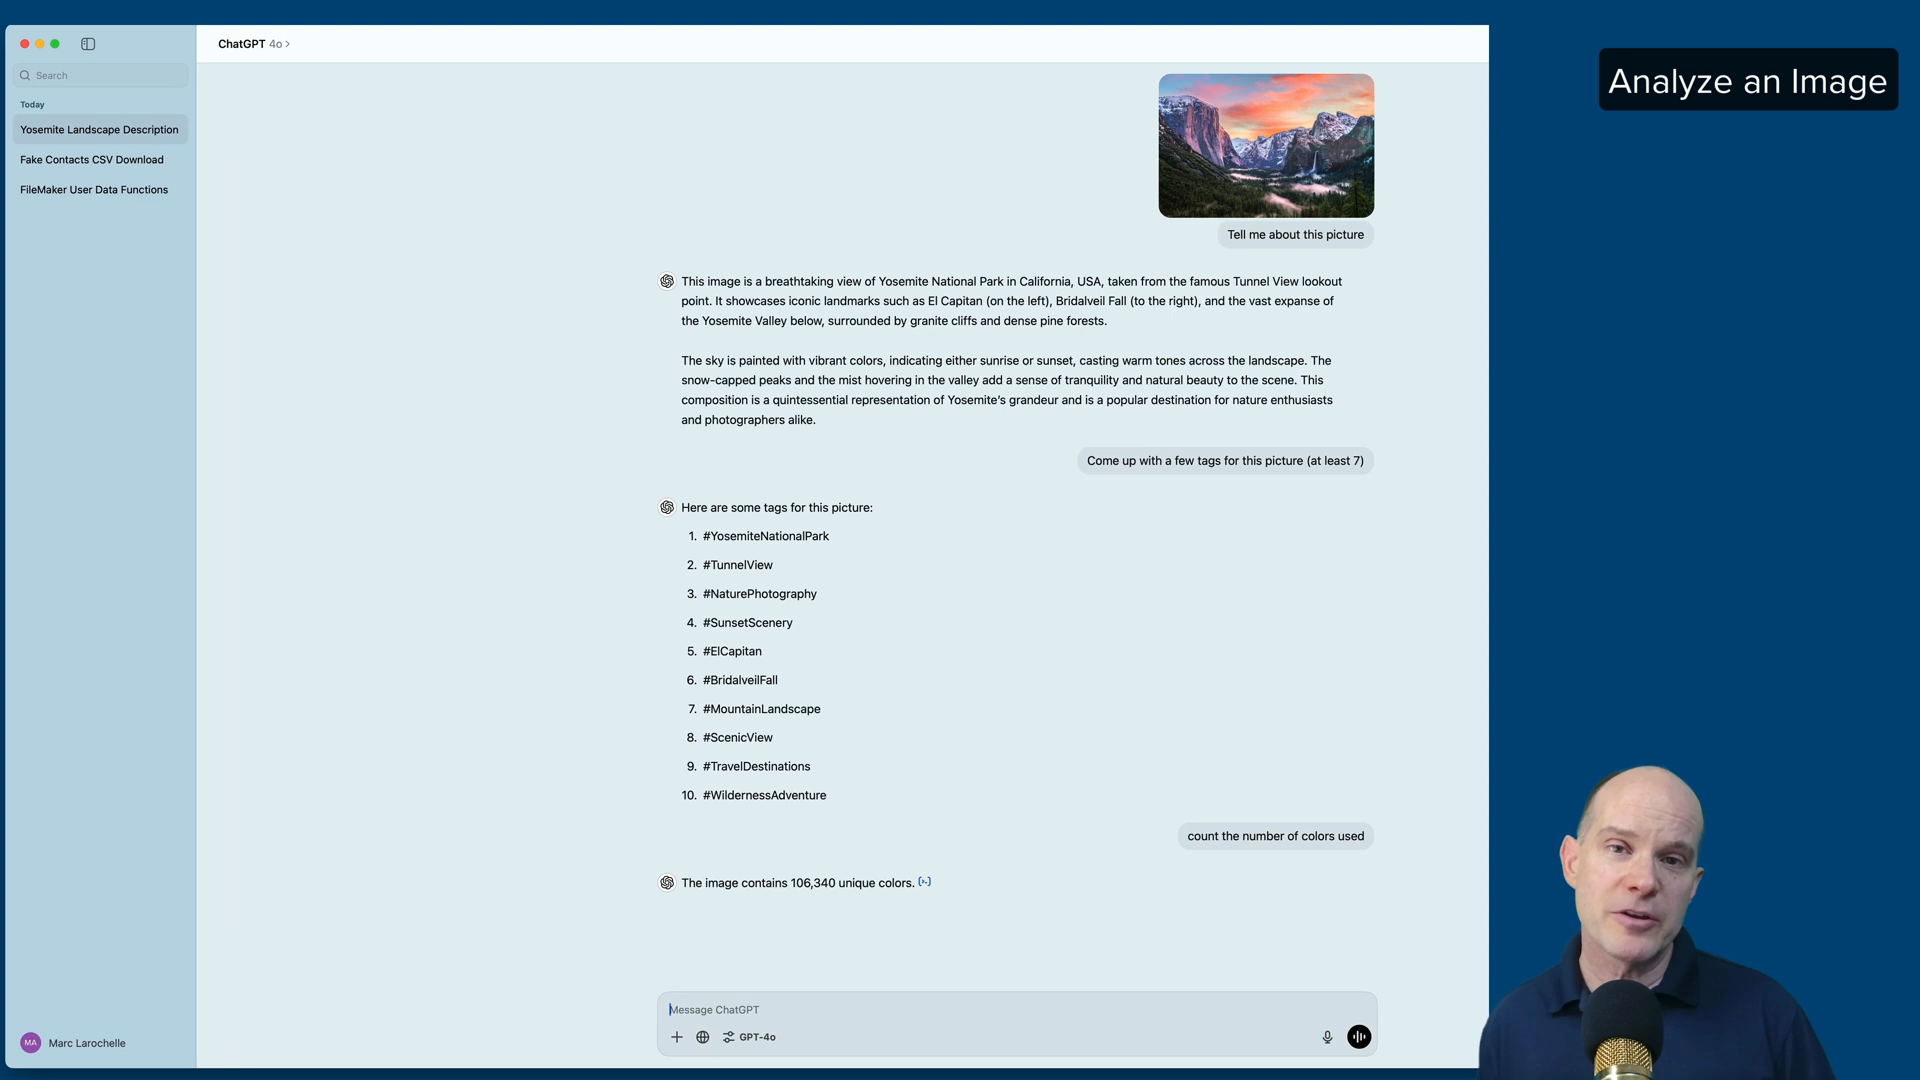 ChatGPT 4o >
Analyze an Image
Search
Today
Yosemite Landscape Description
Fake Contacts CSV Download
FileMaker User Data Functions
Tell me about this picture
This image is a breathtaking view of Yosemite National Park in California, USA, taken from the famous Tunnel View lookout
point. It showcases iconic landmarks such as El Capitan (on the left), Bridalveil Fall (to the right), and the vast expanse of
the Yosemite Valley below, surrounded by granite cliffs and dense pine forests.
The sky is painted with vibrant colors, indicating either sunrise or sunset, casting warm tones across the landscape. The
snow-capped peaks and the mist hovering in the valley add a sense of tranquility and natural beauty to the scene. This
composition is a quintessential representation of Yosemite's grandeur and is a popular destination for nature enthusiasts
and photographers alike.
Come up with a few tags for this picture (at least 7)
Here are some tags for this picture:
1. #YosemiteNationalPark
2. #TunnelView
3. #NaturePhotography
4. #SunsetScenery
5. #ElCapitan
6. #BridalveilFall
7. #MountainLandscape
8. #ScenicView
9. #TravelDestinations
10. #WildernessAdventure
count the number of colors used
The image contains 106,340 unique colors. [>-]
Message ChatGPT
GPT-4o
MA Marc Larochelle